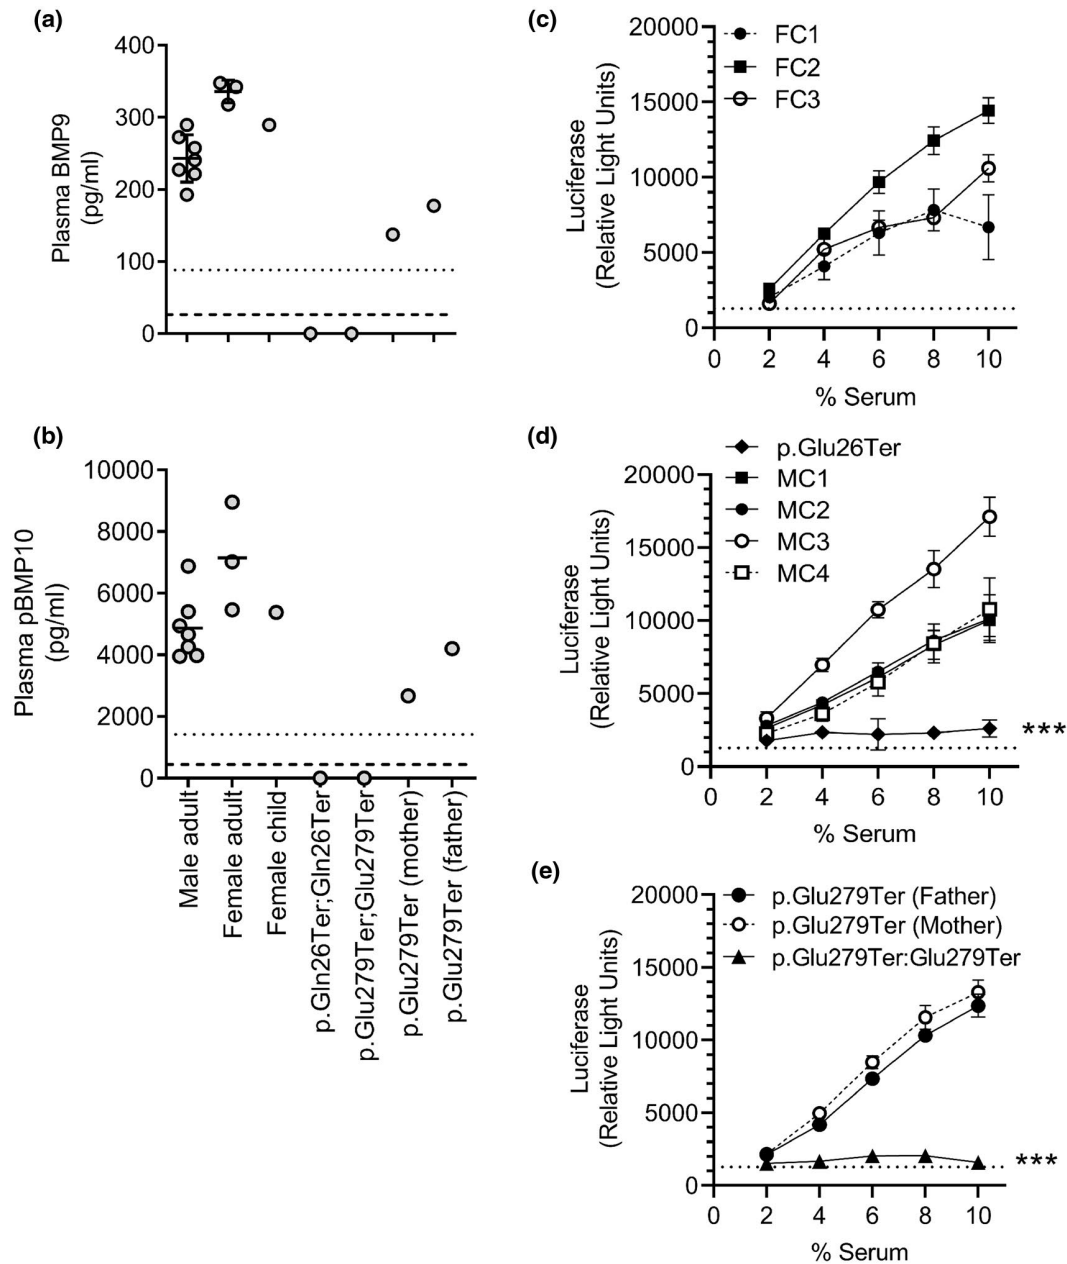 (a)
400
300
200
100
0
Plasma BMP9
(pg/ml)
(b)
10000
8000
6000
4000
2000
0
Plasma pBMP10
(pg/ml)
Male adult
Female adult
Female child
p.Gln26Ter;Gln26Ter
p.Glu279Ter;Glu279Ter
p.Glu279Ter (mother)
p.Glu279Ter (father)
(c)
20000
15000
10000
5000
0
Luciferase
(Relative Light Units)
FC1
FC2
FC3
0 2 4 6 8 10
% Serum
(d)
p.Glu26Ter
MC1
MC2
MC3
MC4
20000
15000
10000
5000
0
Luciferase
(Relative Light Units)
***
0 2 4 6 8 10
% Serum
(e)
p.Glu279Ter (Father)
p.Glu279Ter (Mother)
p.Glu279Ter:Glu279Ter
20000
15000
10000
5000
0
Luciferase
(Relative Light Units)
***
0 2 4 6 8 10
% Serum